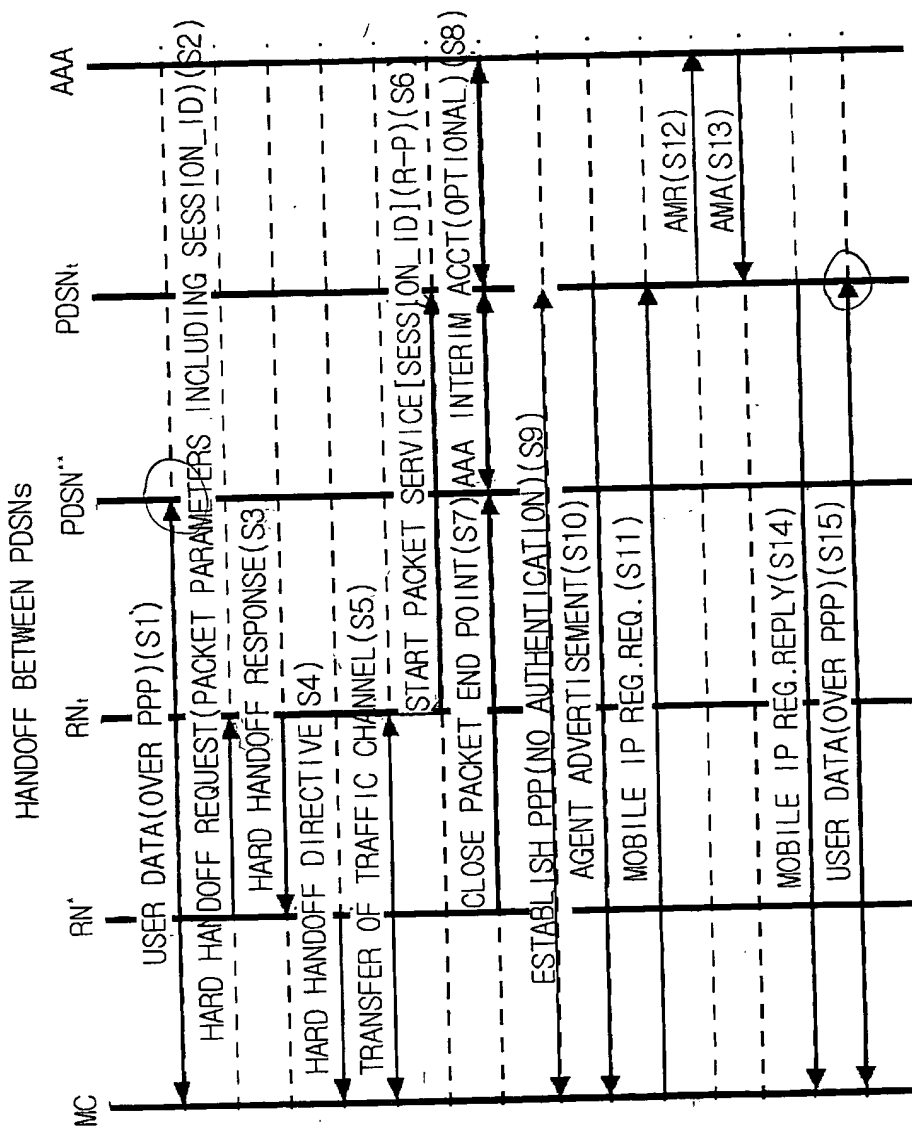 HANDOFF BETWEEN PDSNs
MC
RN*
RNt
PDSN**
PDSNt
AAA
USER DATA(OVER PPP)(S1)
HARD HANDOFF REQUEST(PACKET PARAMETERS INCLUDING SESSION_ID)(S2)
HARD HANDOFF RESPONSE(S3
HARD HANDOFF DIRECTIVE S4)
TRANSFER OF TRAFFIC CHANNEL(S5)
START PACKET SERVICE[SESSION_ID](R-P)(S6
CLOSE PACKET END POINT(S7)
AAA INTERIM ACCT(OPTIONAL)(S8)
ESTABLISH PPP(NO AUTHENTICATION)(S9)
AGENT ADVERTISEMENT(S10)
MOBILE IP REG.REQ.(S11)
AMR(S12)
AMA(S13)
MOBILE IP REG.REPLY(S14)
USER DATA(OVER PPP)(S15)